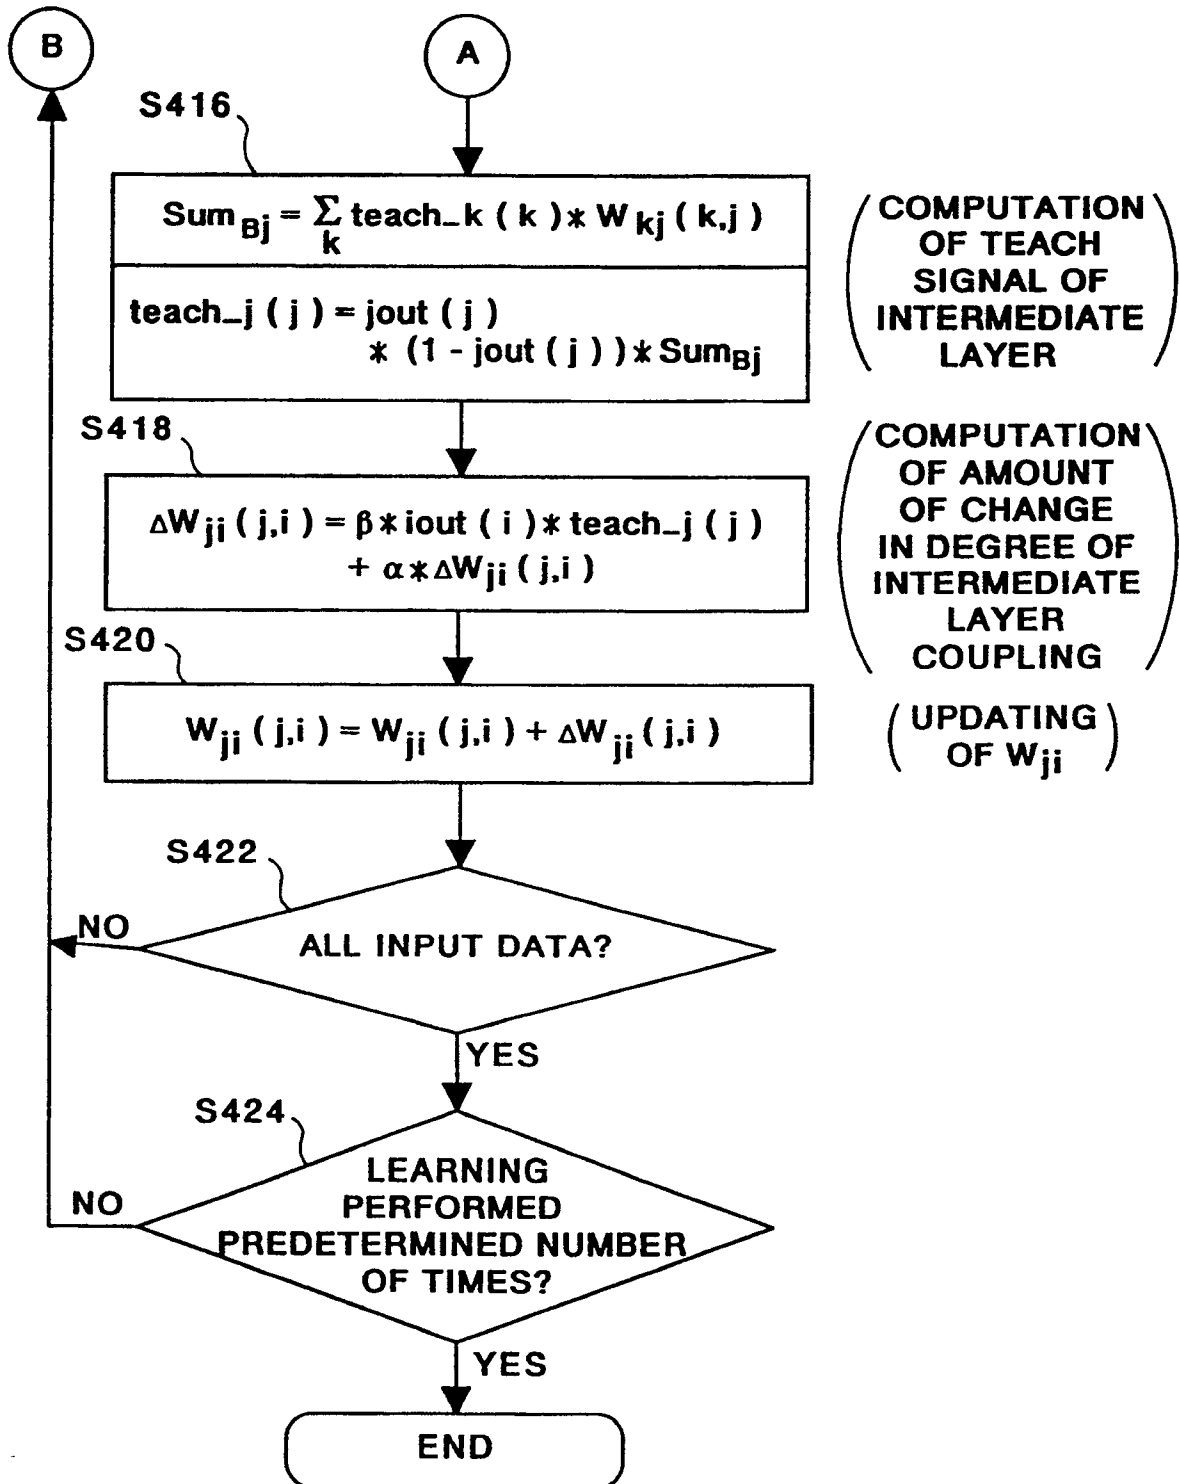 B
A
S416
Sum_Bj = Σ_k teach_k ( k ) * W_kj ( k,j )
teach_j ( j ) = jout ( j )
* (1 - jout ( j )) * Sum_Bj
(COMPUTATION
OF TEACH
SIGNAL OF
INTERMEDIATE
LAYER)
S418
ΔW_ji ( j,i ) = β * iout ( i ) * teach_j ( j )
+ α * ΔW_ji ( j,i )
(COMPUTATION
OF AMOUNT
OF CHANGE
IN DEGREE OF
INTERMEDIATE
LAYER
COUPLING)
S420
W_ji ( j,i ) = W_ji ( j,i ) + ΔW_ji ( j,i )
(UPDATING
OF W_ji)
S422
NO
ALL INPUT DATA?
YES
S424
NO
LEARNING
PERFORMED
PREDETERMINED NUMBER
OF TIMES?
YES
END